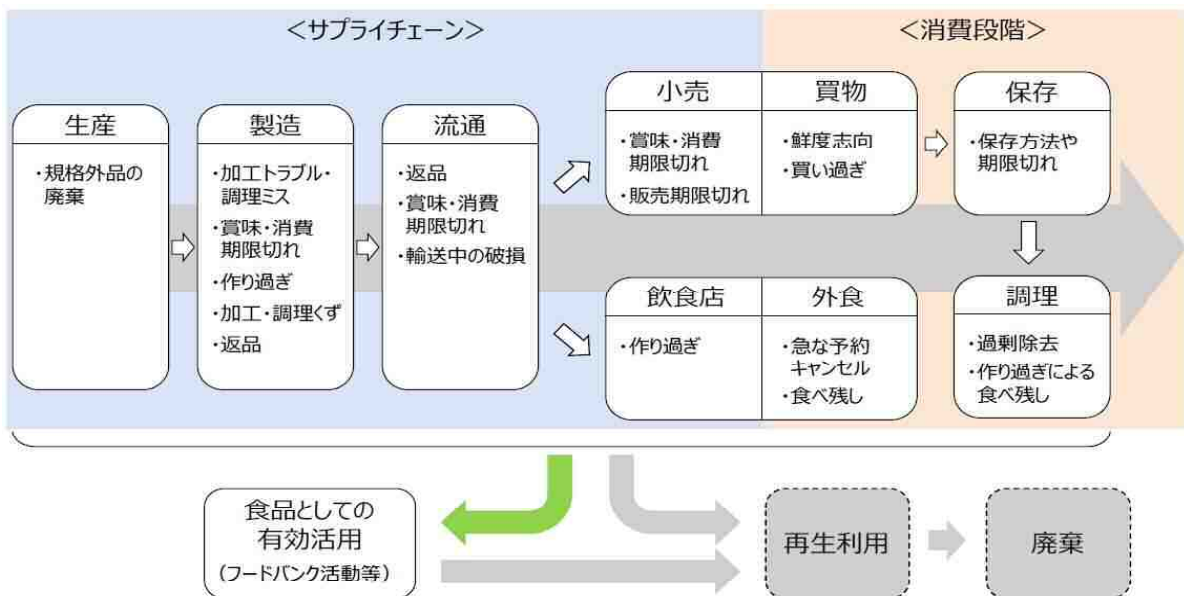 ＜サプライチェーン＞
＜消費段階＞
生産
・規格外品の
廃棄
製造
・加工トラブル・
調理ミス
・賞味・消費
期限切れ
・作り過ぎ
・加工・調理くず
・返品
流通
・返品
・賞味・消費
期限切れ
・輸送中の破損
小売
・賞味・消費
期限切れ
・販売期限切れ
買物
・鮮度志向
・買い過ぎ
保存
・保存方法や
期限切れ
飲食店
・作り過ぎ
外食
・急な予約
キャンセル
・食べ残し
調理
・過剰除去
・作り過ぎによる
食べ残し
食品としての
有効活用
（フードバンク活動等）
再生利用
廃棄